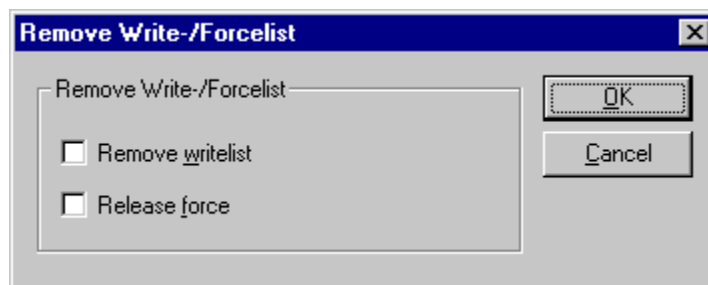 Remove Write-/Forcelist
Remove Write-/Forcelist
OK
Remove writelist
Cancel
Release force